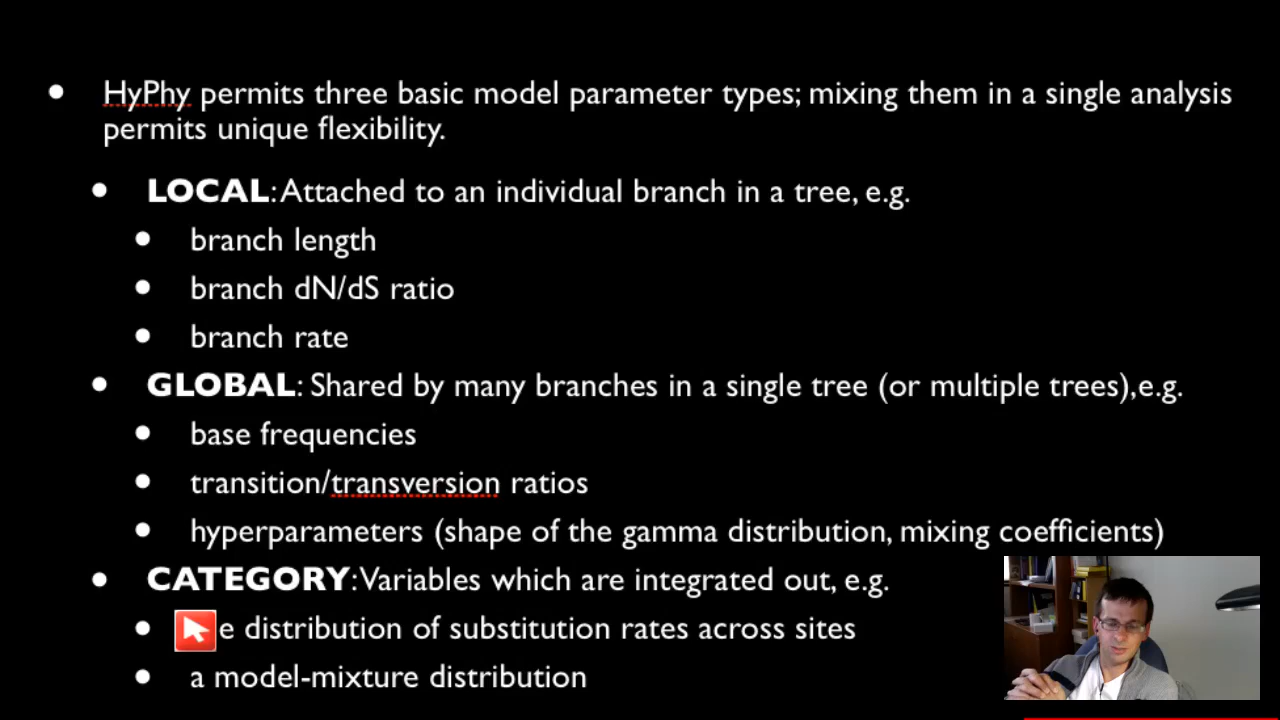 HyPhy permits three basic model parameter types; mixing them in a single analysis
permits unique flexibility.
LOCAL: Attached to an individual branch in a tree, e.g.
branch length
branch dN/dS ratio
branch rate
GLOBAL: Shared by many branches in a single tree (or multiple trees),e.g.
base frequencies
transition/transversion ratios
hyperparameters (shape of the gamma distribution, mixing coefficients)
CATEGORY: Variables which are integrated out, e.g.
distribution of substitution rates across sites
a model-mixture distribution